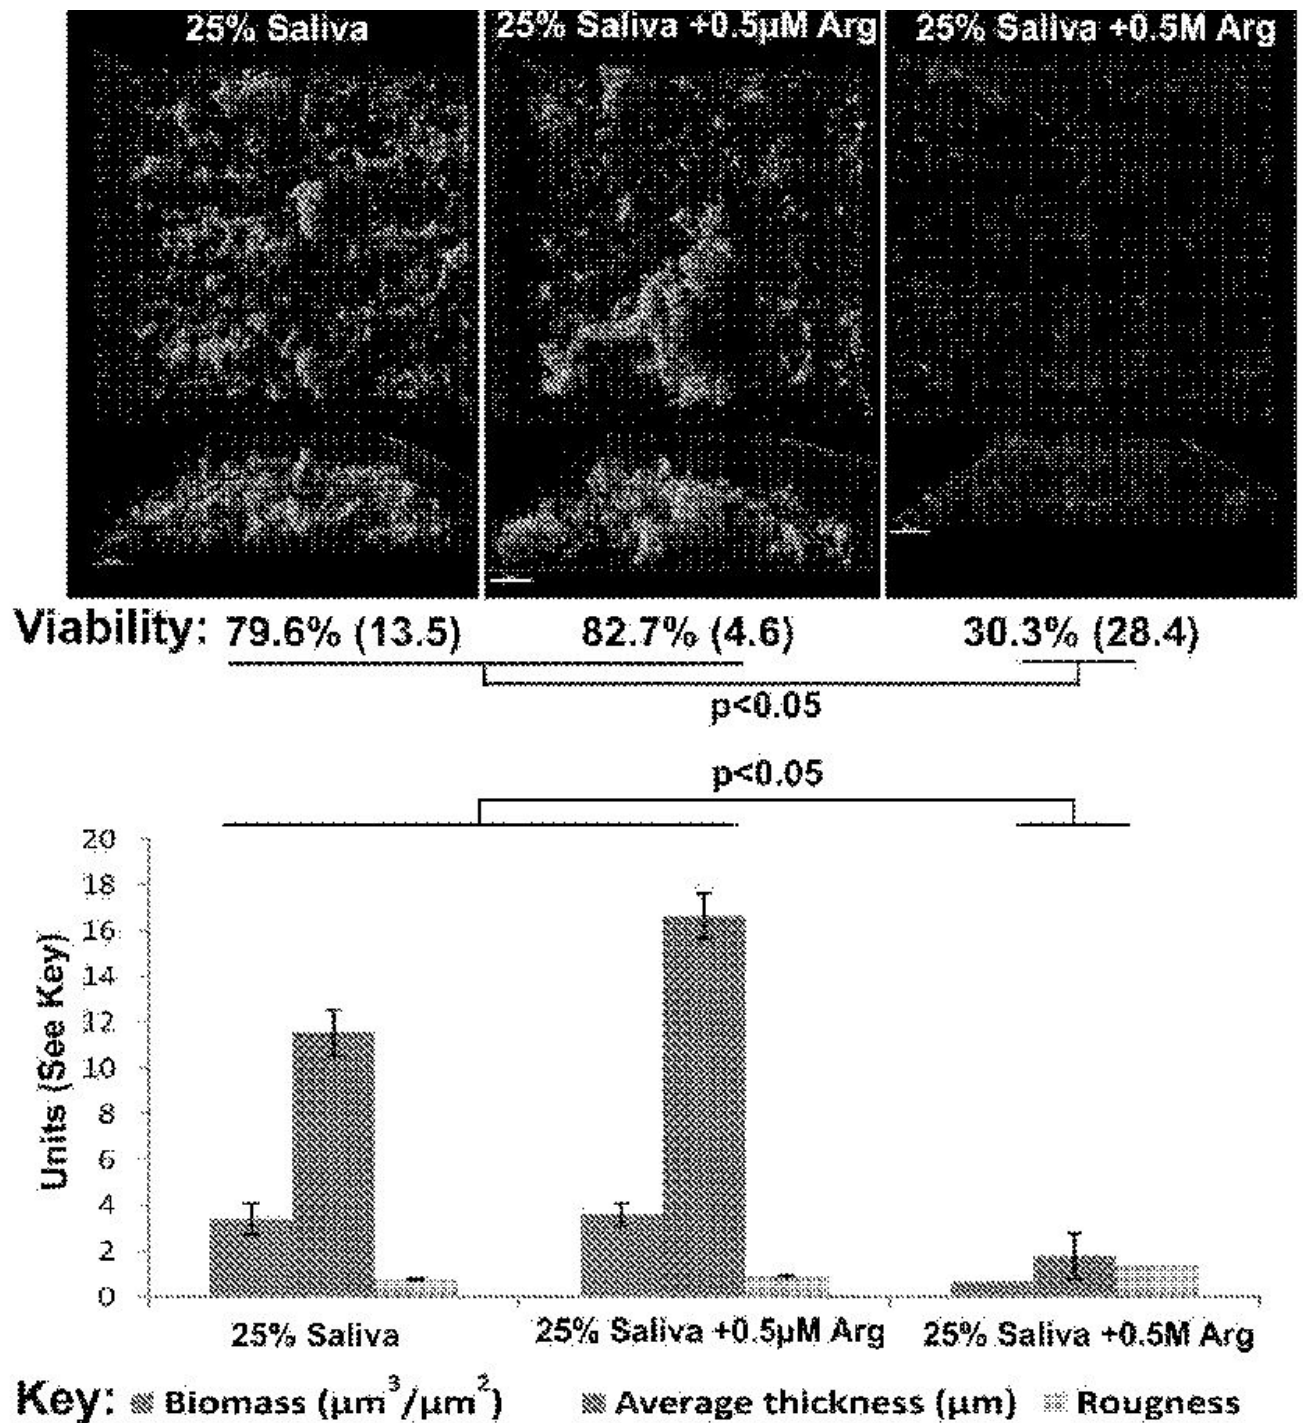 25% Saliva
25% Saliva +0.5µM Arg
25% Saliva +0.5M Arg
Viability: 79.6% (13.5) 82.7% (4.6) 30.3% (28.4)
p<0.05
p<0.05
Units (See Key)
20
18
16
14
12
10
8
6
4
2
0
25% Saliva
25% Saliva +0.5µM Arg
25% Saliva +0.5M Arg
Key: Biomass (µm³/µm²) Average thickness (µm) Rougness